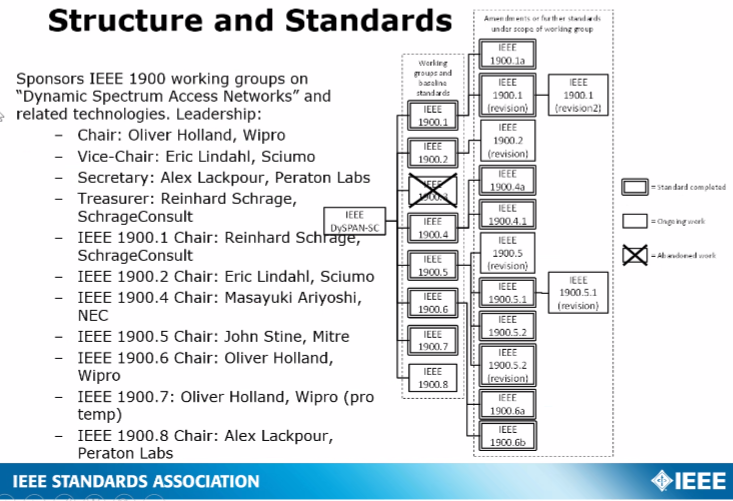 Structure and Standards
Sponsors IEEE 1900 working groups on
“Dynamic Spectrum Access Networks” and
related technologies. Leadership:
– Chair: Oliver Holland, Wipro
– Vice-Chair: Eric Lindahl, Sciumo
– Secretary: Alex Lackpour, Peraton Labs
– Treasurer: Reinhard Schrage,
SchrageConsult
– IEEE 1900.1 Chair: Reinhard Schrage,
SchrageConsult
– IEEE 1900.2 Chair: Eric Lindahl, Sciumo
– IEEE 1900.4 Chair: Masayuki Ariyoshi,
NEC
– IEEE 1900.5 Chair: John Stine, Mitre
– IEEE 1900.6 Chair: Oliver Holland,
Wipro
– IEEE 1900.7: Oliver Holland, Wipro (pro
temp)
– IEEE 1900.8 Chair: Alex Lackpour,
Peraton Labs
IEEE
DySPAN-SC
Working
groups and
baseline
standards
IEEE
1900.1
IEEE
1900.2
IEEE
IEEE
1900.4
IEEE
1900.5
IEEE
1900.6
IEEE
1900.7
IEEE
1900.8
Amendments or further standards
under scope of working group
IEEE
1900.1a
IEEE
1900.1
(revision)
IEEE
1900.1
(revision2)
IEEE
1900.2
(revision)
IEEE
1900.4a
IEEE
1900.4.1
IEEE
1900.5
(revision)
IEEE
1900.5.1
IEEE
1900.5.1
(revision)
IEEE
1900.5.2
IEEE
1900.5.2
(revision)
IEEE
1900.6a
IEEE
1900.6b
= Standard completed
= Ongoing work
= Abandoned work
IEEE STANDARDS ASSOCIATION
IEEE